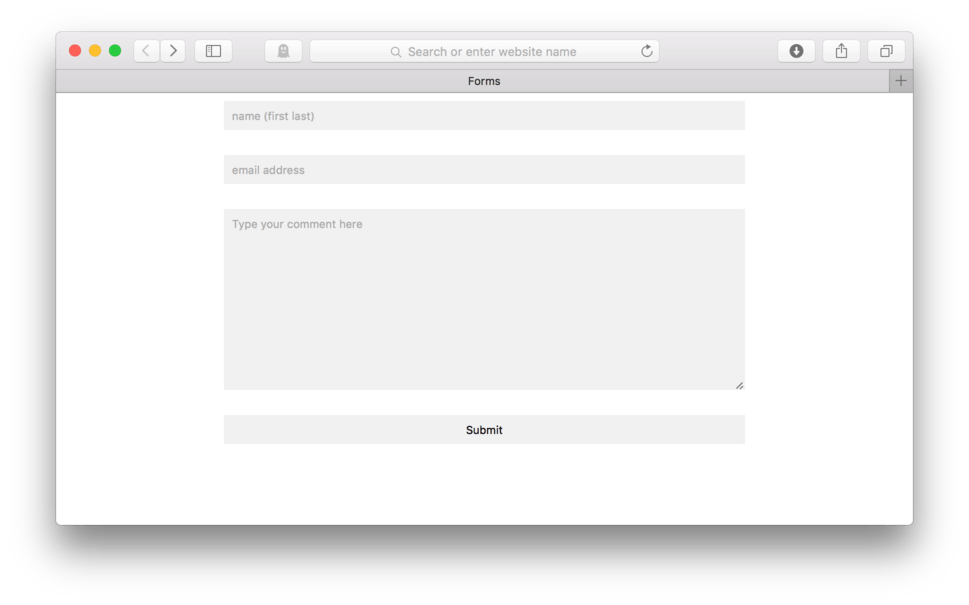 Search or enter website name
Forms
name (first last)
email address
Type your comment here
Submit